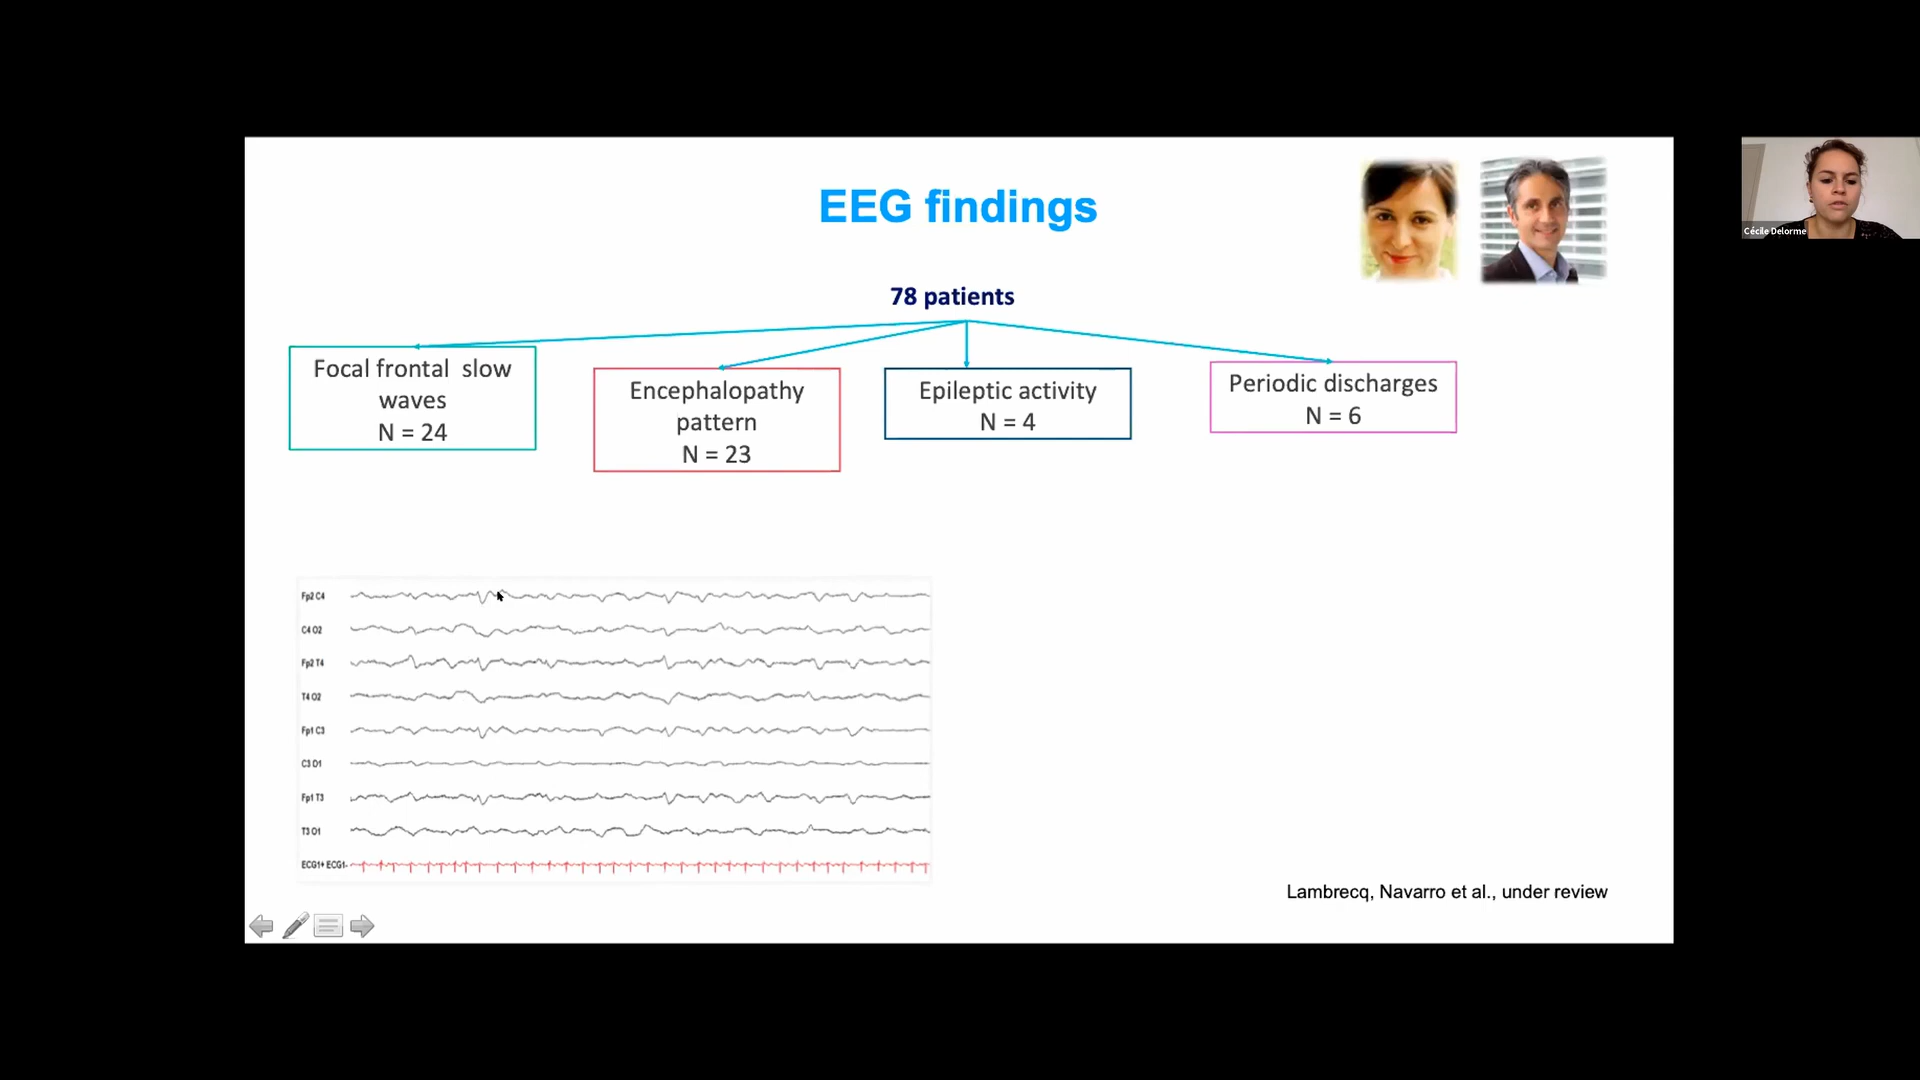 EEG findings
Cécile Delorme
78 patients
Focal frontal slow
waves
N = 24
Encephalopathy
pattern
N = 23
Epileptic activity
N = 4
Periodic discharges
N = 6
Fp2 C4
C4 O2
Fp2 T4
T4 O2
Fp1 C3
C3 O1
Fp1 T3
T3 O1
ECG1+ ECG1-
Lambrecq, Navarro et al., under review